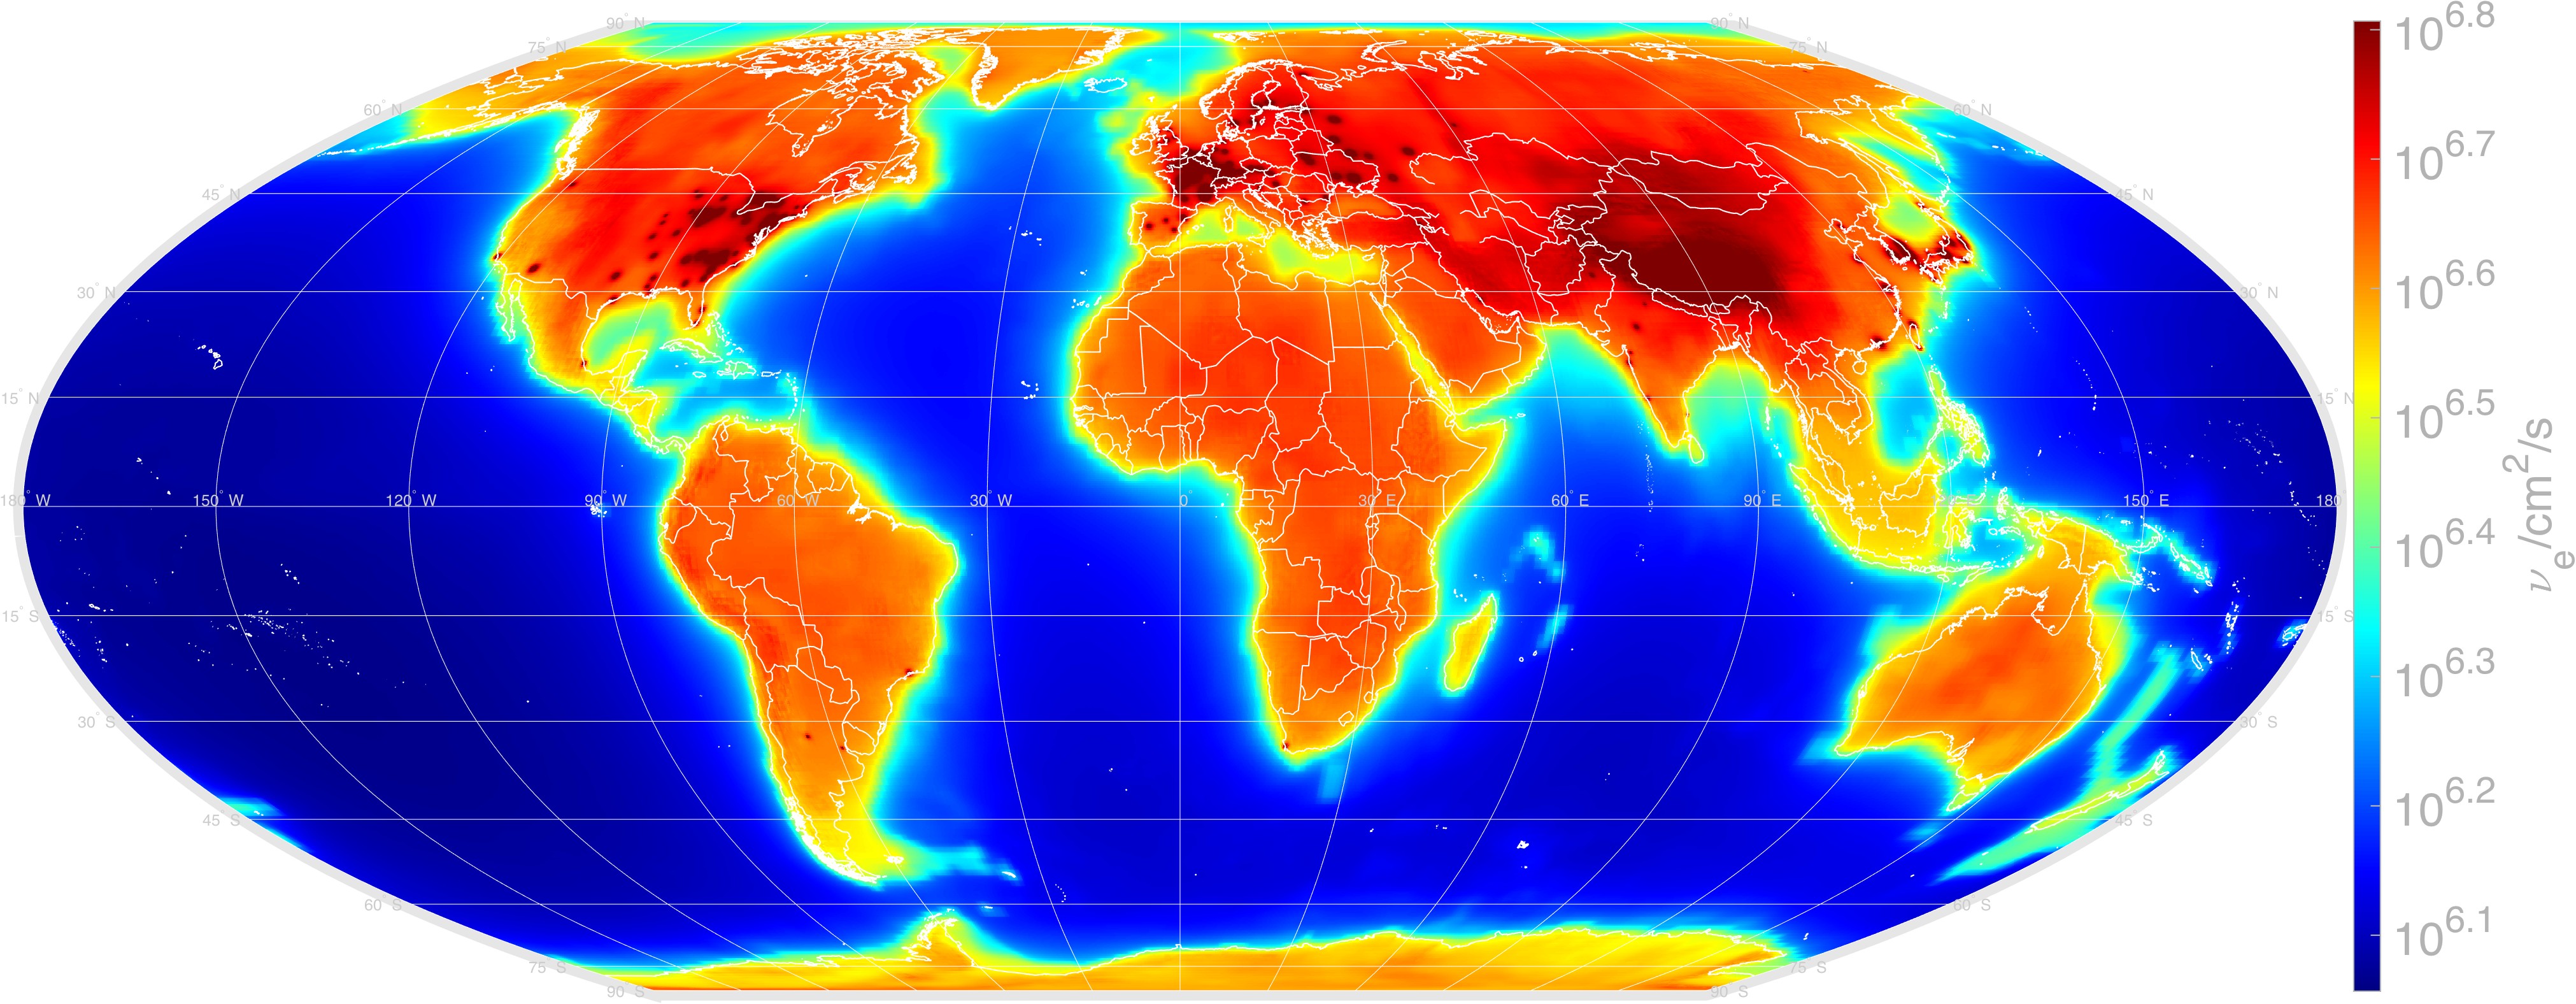 90° N 90° N
75° N 75° N
60° N 60° N
45° N 45° N
30° N 30° N
15° N 15° N
180° W 150° W 120° W 90° W 60° W 30° W 0° 30° E 60° E 90° E 150° E 180°
15° S 15° S
30° S 30° S
45° S 45° S
60° S 60° S
75° S 75° S
90° S 90° S
10^6.8
10^6.7
10^6.6
10^6.5
10^6.4
10^6.3
10^6.2
10^6.1
ν_e/cm²/s